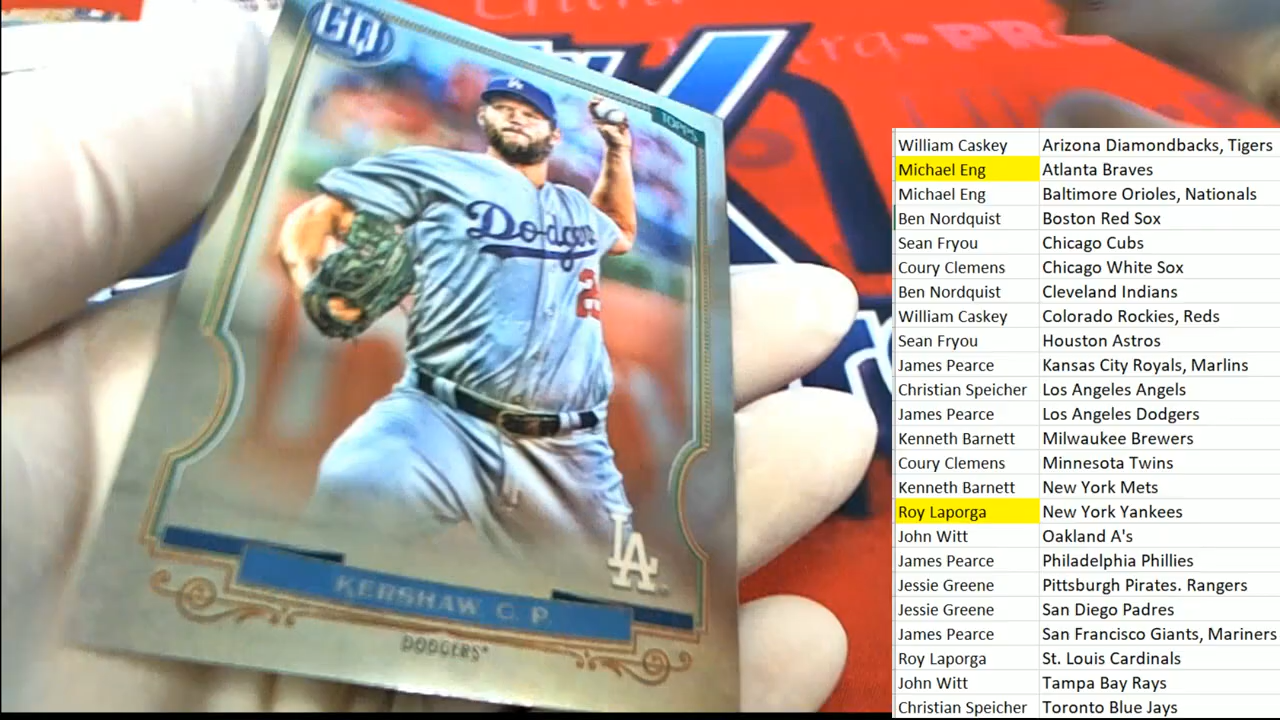 GQ
TOPPS
LA
Dodgers
KERSHAW, C. P.
DODGERS
LA
William Caskey Arizona Diamondbacks, Tigers
Michael Eng Atlanta Braves
Michael Eng Baltimore Orioles, Nationals
Ben Nordquist Boston Red Sox
Sean Fryou Chicago Cubs
Coury Clemens Chicago White Sox
Ben Nordquist Cleveland Indians
William Caskey Colorado Rockies, Reds
Sean Fryou Houston Astros
James Pearce Kansas City Royals, Marlins
Christian Speicher Los Angeles Angels
James Pearce Los Angeles Dodgers
Kenneth Barnett Milwaukee Brewers
Coury Clemens Minnesota Twins
Kenneth Barnett New York Mets
Roy Laporga New York Yankees
John Witt Oakland A's
James Pearce Philadelphia Phillies
Jessie Greene Pittsburgh Pirates. Rangers
Jessie Greene San Diego Padres
James Pearce San Francisco Giants, Mariners
Roy Laporga St. Louis Cardinals
John Witt Tampa Bay Rays
Christian Speicher Toronto Blue Jays